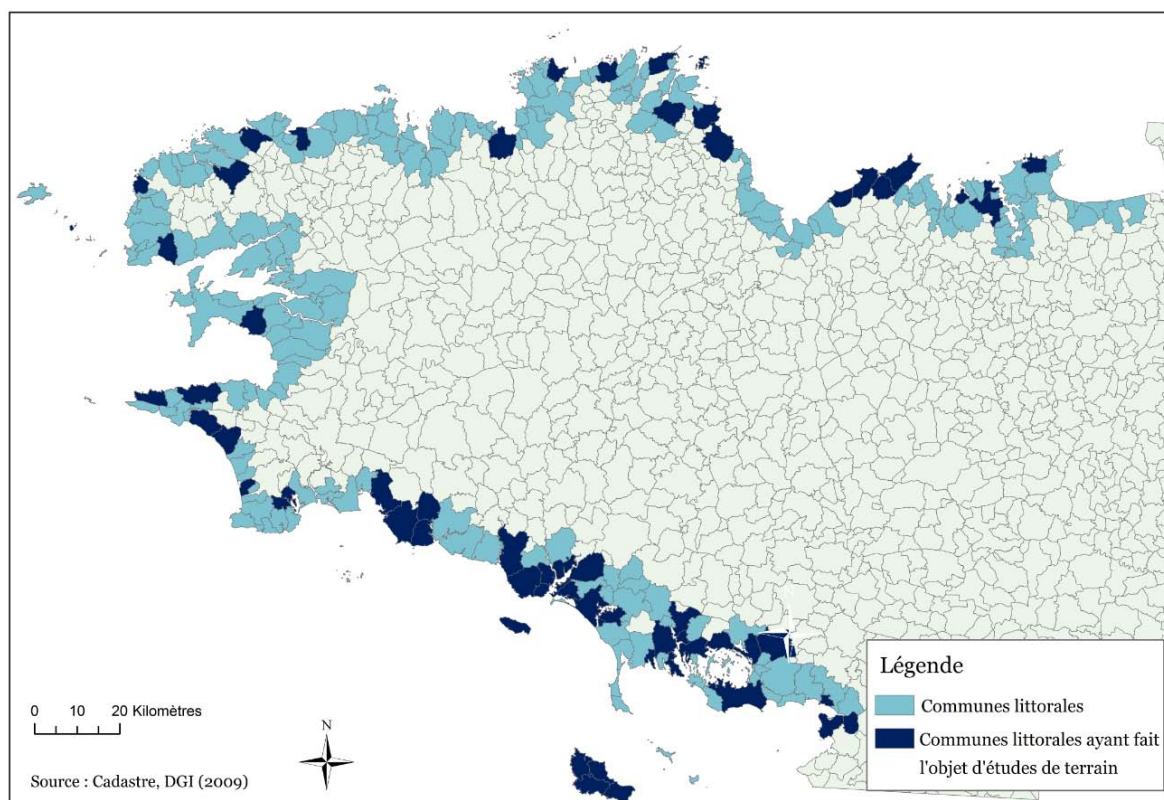 Légende
Communes littorales
Communes littorales ayant fait
l'objet d'études de terrain
0 10 20 Kilomètres
N
Source : Cadastre, DGI (2009)